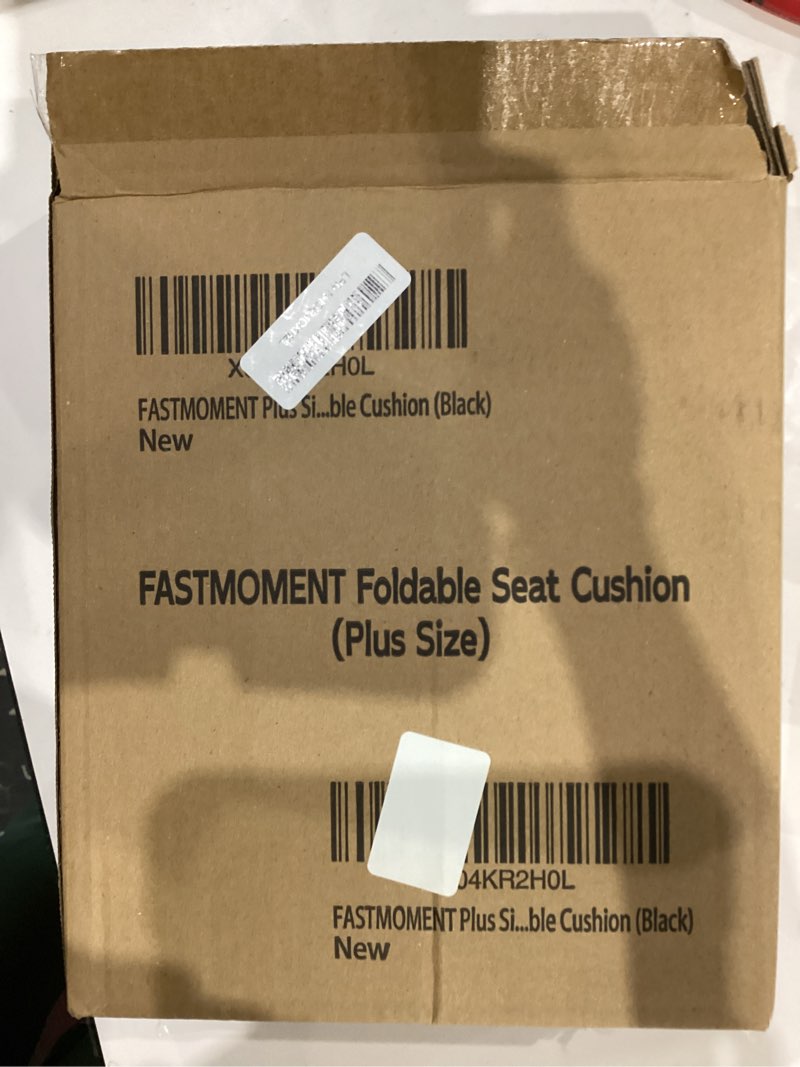 H0L
FASTMOMENT Plus Si...ble Cushion (Black)
New
FASTMOMENT Foldable Seat Cushion
(Plus Size)
04KR2H0L
FASTMOMENT Plus Si...ble Cushion (Black)
New